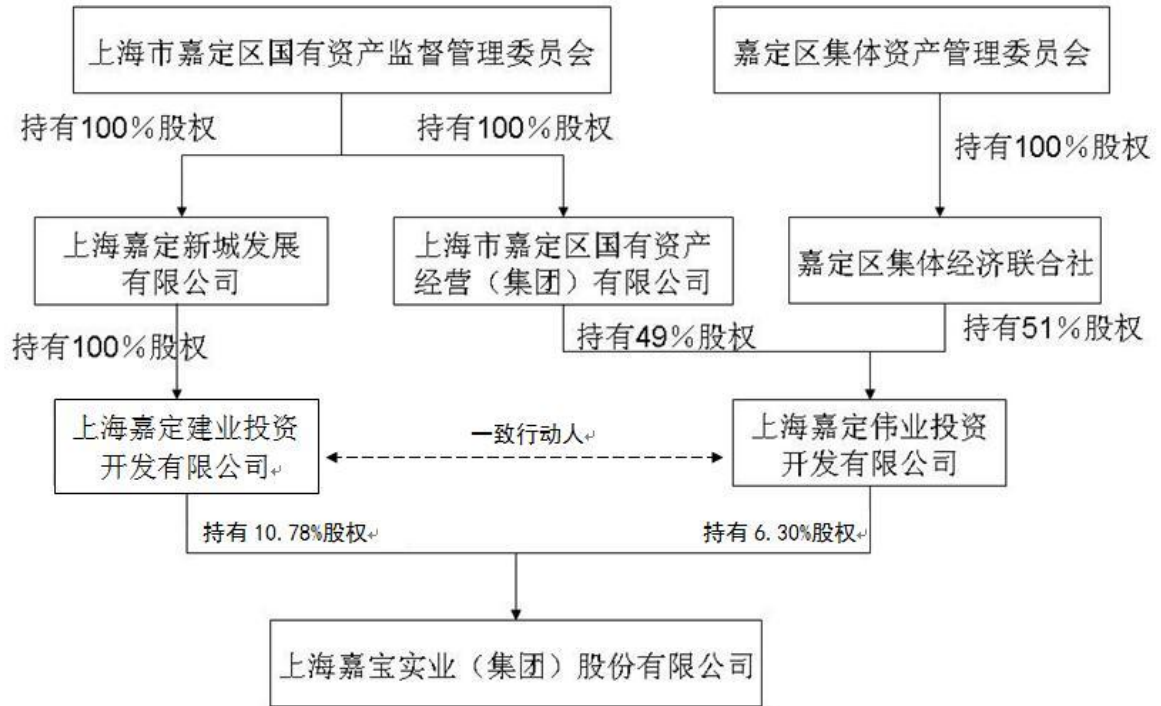 上海市嘉定区国有资产监督管理委员会
嘉定区集体资产管理委员会
持有100%股权
持有100%股权
持有100%股权
上海嘉定新城发展
有限公司
上海市嘉定区国有资产
经营（集团）有限公司
嘉定区集体经济联合社
持有100%股权
持有49%股权
持有51%股权
上海嘉定建业投资
开发有限公司
一致行动人
上海嘉定伟业投资
开发有限公司
持有 10.78%股权
持有 6.30%股权
上海嘉宝实业（集团）股份有限公司